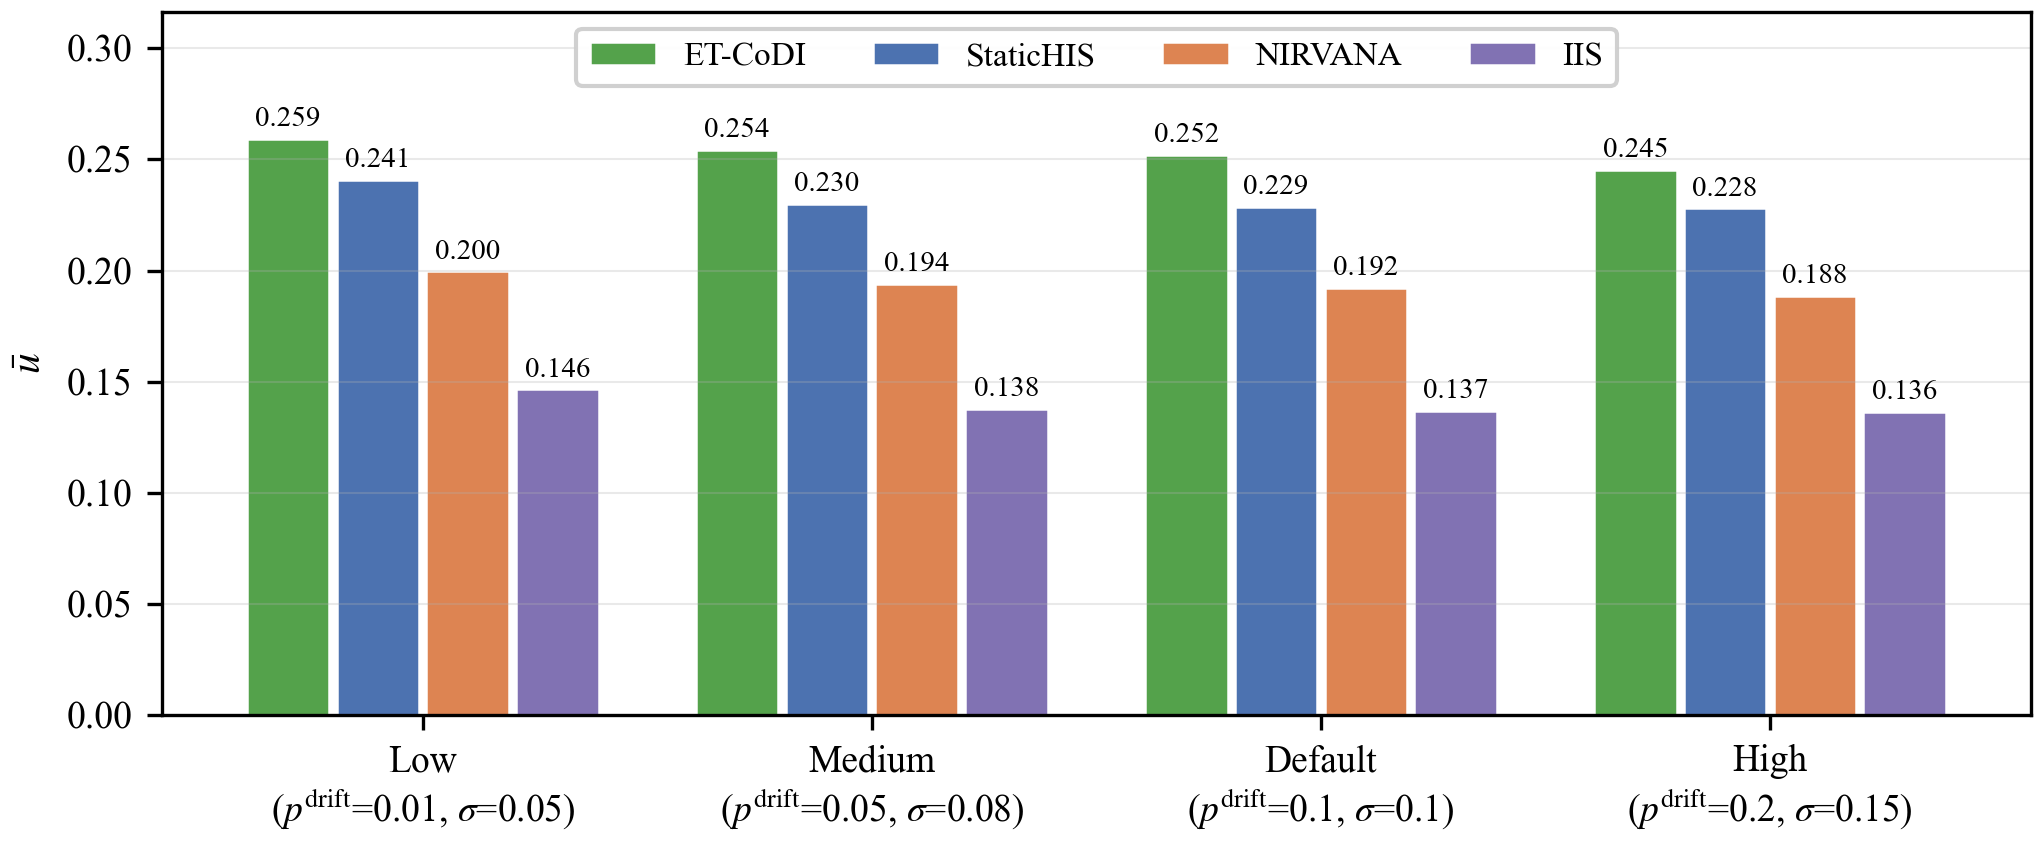 ET-CoDI StaticHIS NIRVANA IIS
0.30
0.25
0.20
0.15
0.10
0.05
0.00
ū
0.259 0.241 0.200 0.146
0.254 0.230 0.194 0.138
0.252 0.229 0.192 0.137
0.245 0.228 0.188 0.136
Low Medium Default High
(p^drift=0.01, σ=0.05) (p^drift=0.05, σ=0.08) (p^drift=0.1, σ=0.1) (p^drift=0.2, σ=0.15)